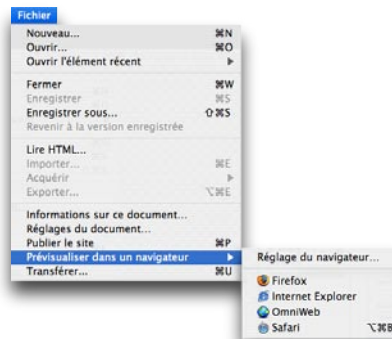 Fichier
Nouveau... ⌘N
Ouvrir... ⌘O
Ouvrir l'élément récent
Fermer ⌘W
Enregistrer ⌘S
Enregistrer sous... ⇧⌘S
Revenir à la version enregistrée
Lire HTML...
Importer... ⌘E
Acquérir
Exporter... ⌥⌘E
Informations sur ce document...
Réglages du document...
Publier le site ⌘P
Prévisualiser dans un navigateur
Transférer... ⌘U
Réglage du navigateur...
Firefox
Internet Explorer
OmniWeb
Safari ⌥⌘B